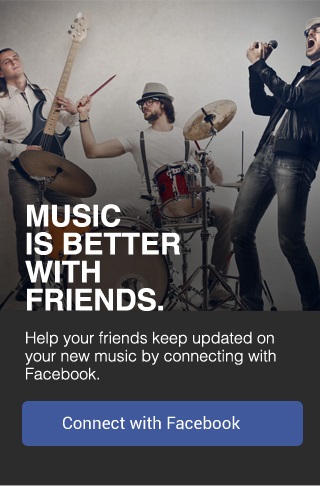 MUSIC
IS BETTER
WITH
FRIENDS.
Help your friends keep updated on
your new music by connecting with
Facebook.
Connect with Facebook